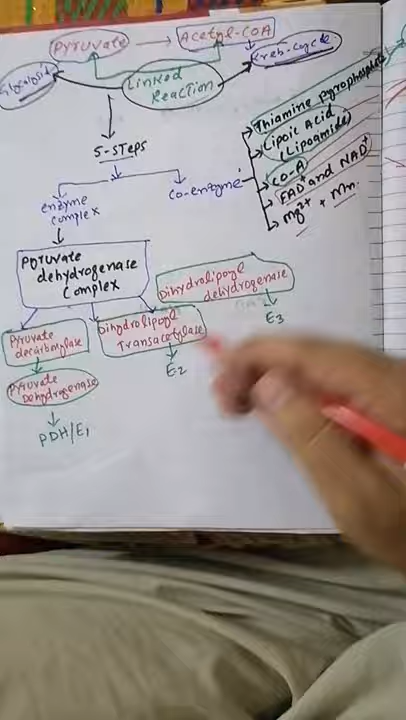 Pyruvate → Acetyl-COA
Glycolysis
Linked
Reaction
Kreb-cycle
5-STEPS
enzyme
complex
Co-enzyme
Thiamine pyrophosphate
Lipoic Acid
(Lipoamide)
CO-A
FAD⁺ and NAD⁺
Mg²⁺ + Mn
Pyruvate
dehydrogenase
Complex
Dihydrolipoyl
dehydrogenase
E3
Pyruvate
decarboxylase
Dihydrolipoyl
Transacetylase
E2
Pyruvate
Dehydrogenase
PDH/E1